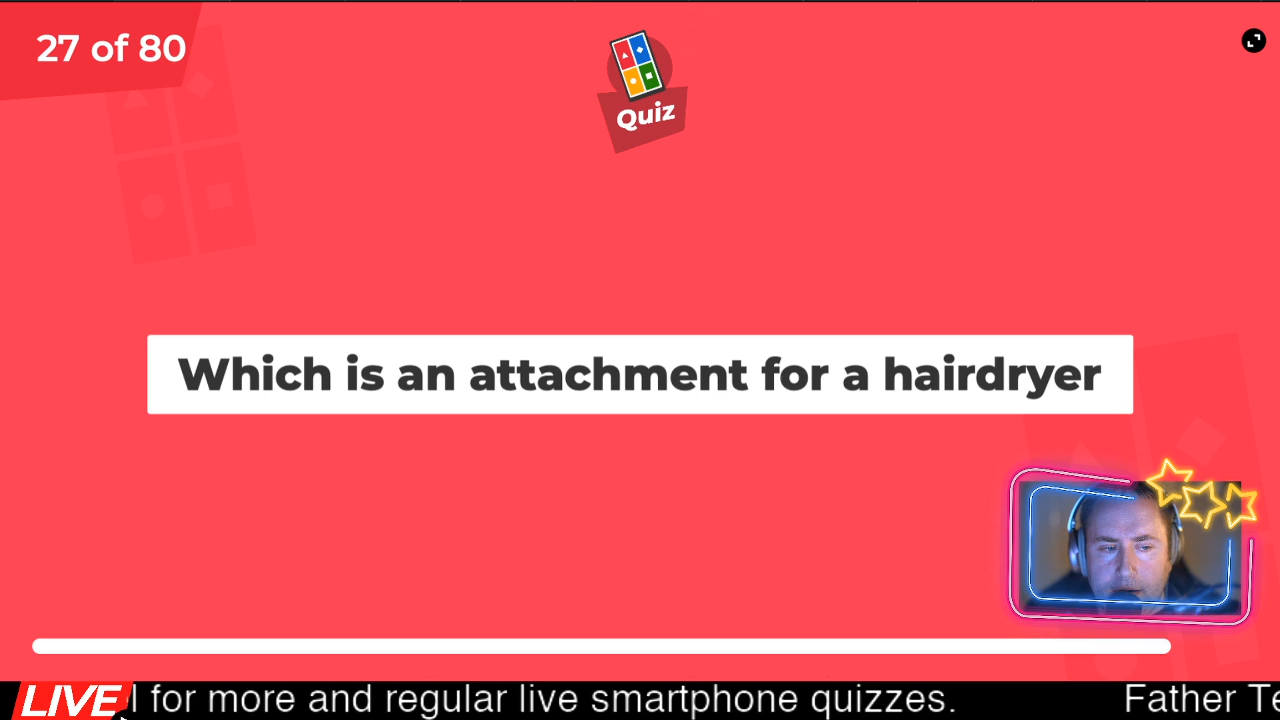 27 of 80
Quiz
Which is an attachment for a hairdryer
LIVE
l for more and regular live smartphone quizzes. Father Te